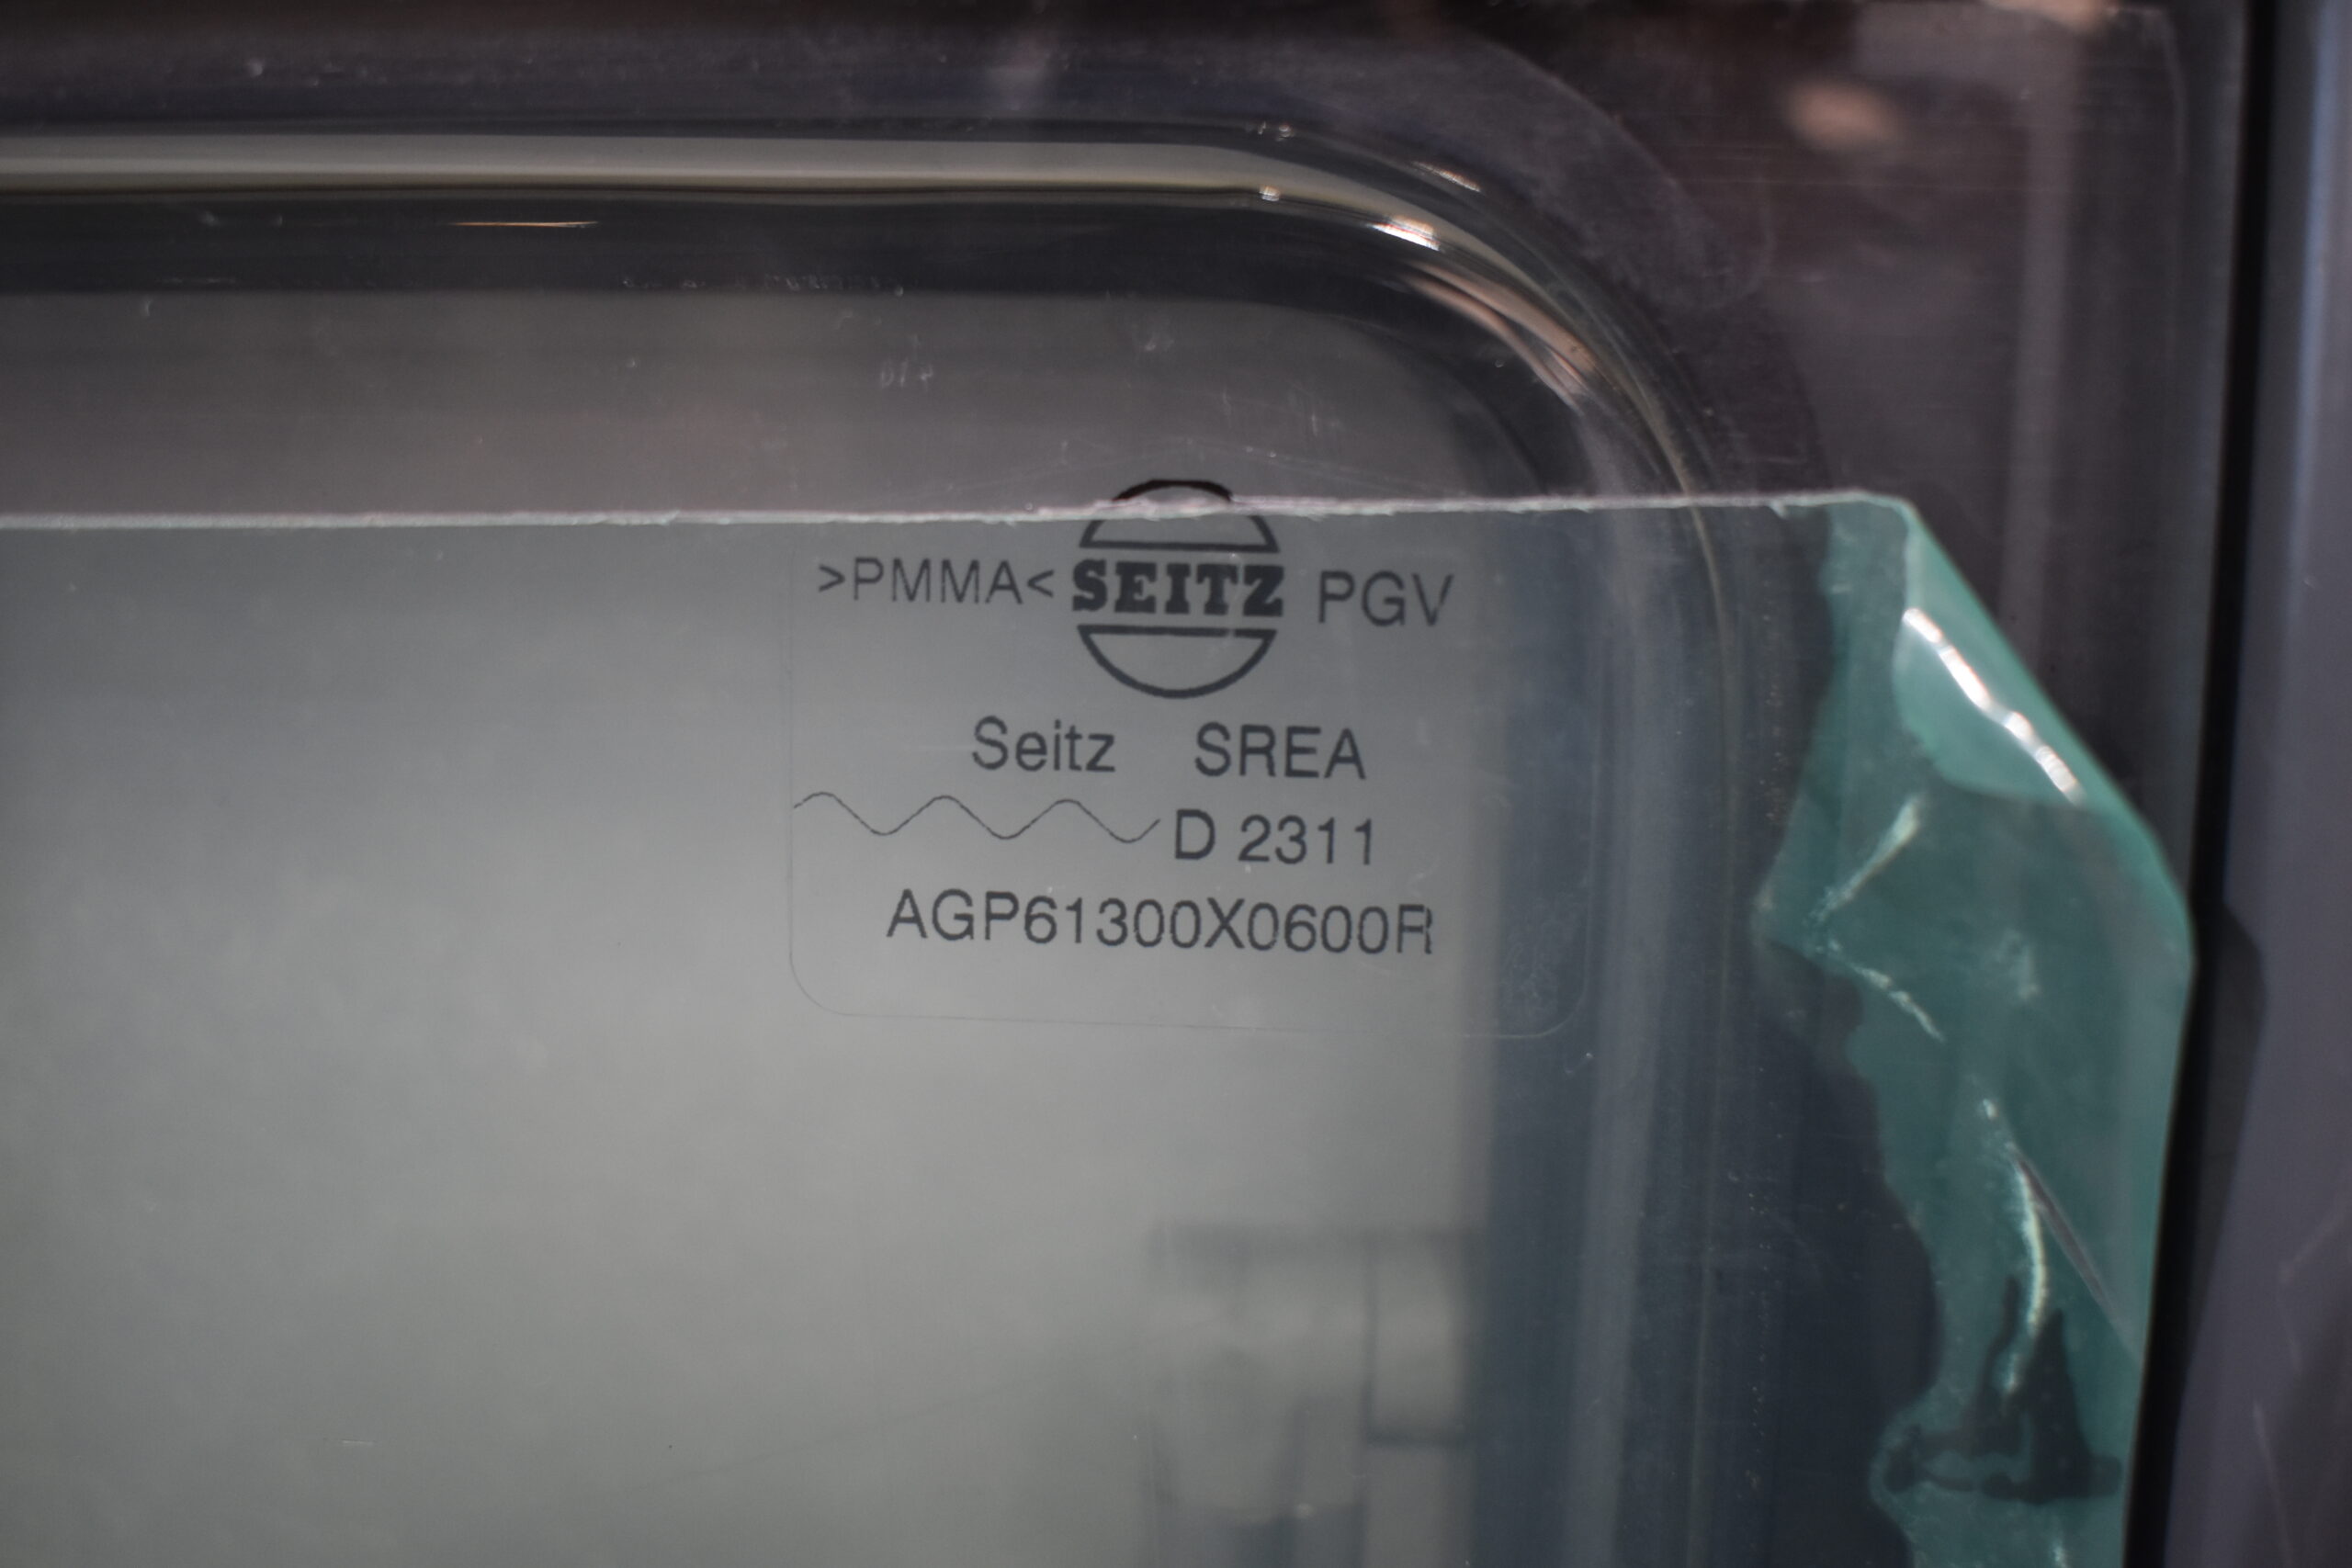 >PMMA< SEITZ PGV
Seitz SREA
~ D 2311
AGP61300X0600R